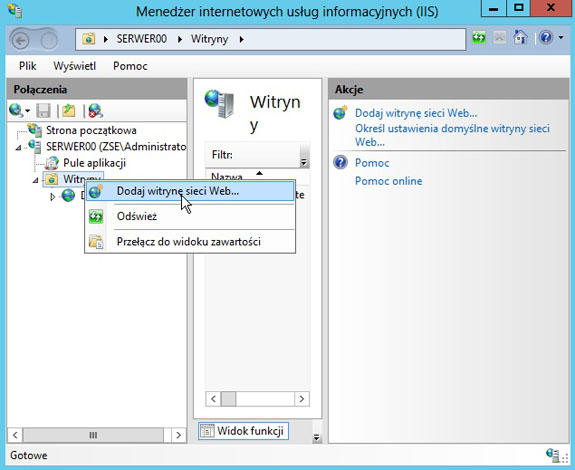 Menedżer internetowych usług informacyjnych (IIS)
SERWER00 Witryny
Plik Wyświetl Pomoc
Połączenia
Strona początkowa
SERWER00 (ZSE\Administrato
Pule aplikacji
Witryny
D
Dodaj witrynę sieci Web...
Odśwież
Przełącz do widoku zawartości
Witryn
y
Filtr:
Nazwa
te
Widok funkcji
Akcje
Dodaj witrynę sieci Web...
Określ ustawienia domyślne witryny sieci
Web...
Pomoc
Pomoc online
Gotowe